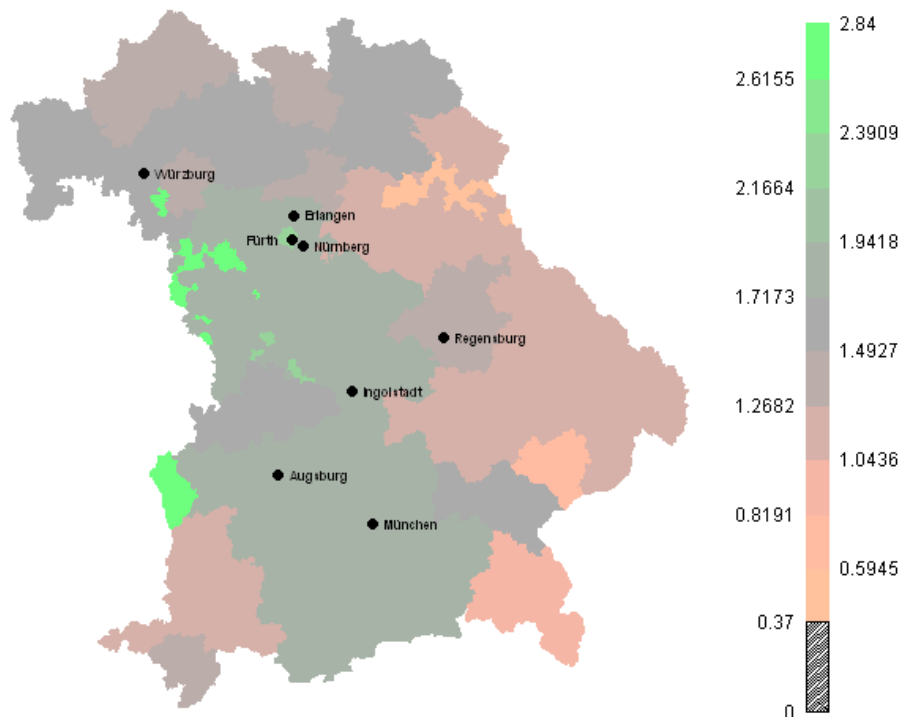 2.84
2.6155
2.3909
Würzburg
2.1664
Erlangen
Fürth
Nürnberg
1.9418
1.7173
Regensburg
1.4927
Ingolstadt
1.2682
Augsburg
1.0436
München
0.8191
0.5945
0.37
0